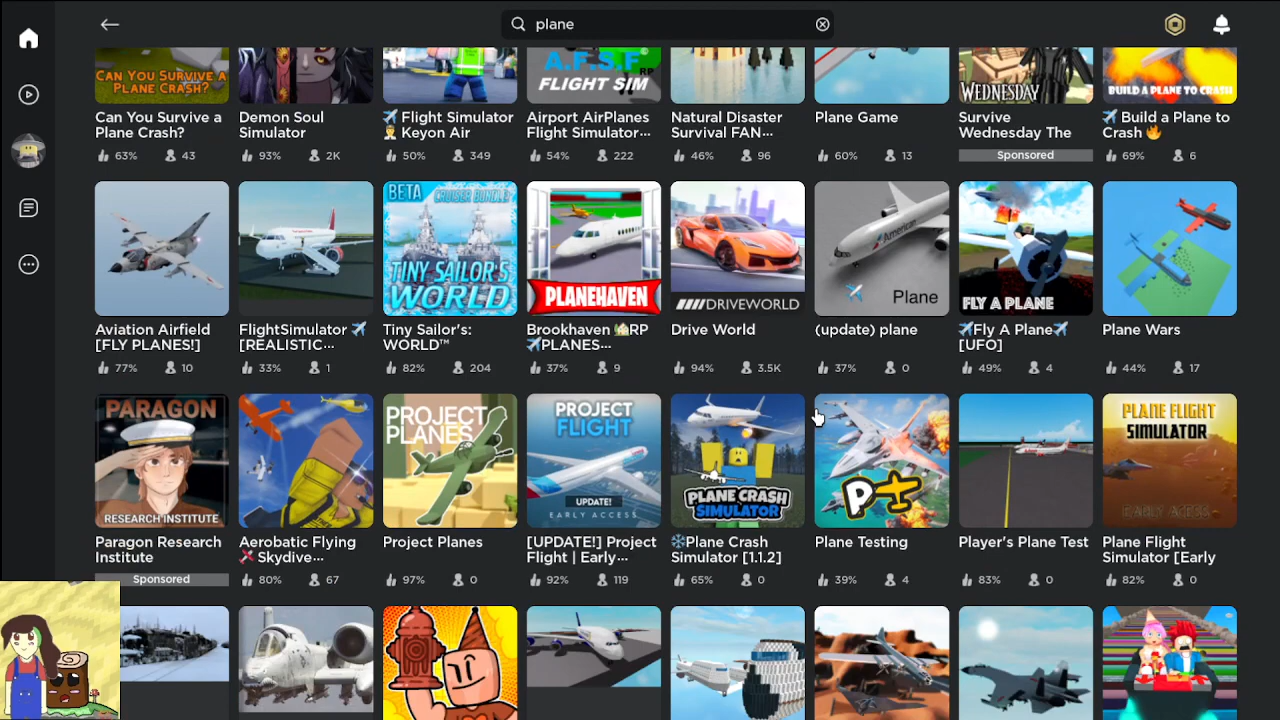 plane
CAN YOU SURVIVE A
PLANE CRASH?
A.F.S.F
RP
FLIGHT SIM
WEDNESDAY
BUILD A PLANE TO CRASH
Can You Survive a
Plane Crash?
Demon Soul
Simulator
✈️ Flight Simulator
👨‍✈️ Keyon Air
Airport AirPlanes
Flight Simulator...
Natural Disaster
Survival FAN...
Plane Game
Survive
Wednesday The
✈️ Build a Plane to
Crash 🔥
63% 43
93% 2K
50% 349
54% 222
46% 96
60% 13
Sponsored
69% 6
BETA
CRUISER BUNDLE!
TINY SAILOR'S
WORLD
PLANEHAVEN
DRIVEWORLD
American
Plane
FLY A PLANE
Aviation Airfield
[FLY PLANES!]
FlightSimulator ✈️
[REALISTIC...
Tiny Sailor's:
WORLD™
Brookhaven 🏡RP
✈️PLANES...
Drive World
(update) plane
✈️Fly A Plane✈️
[UFO]
Plane Wars
77% 10
33% 1
82% 204
37% 9
94% 3.5K
37% 0
49% 4
44% 17
PARAGON
RESEARCH INSTITUTE
PROJECT
PLANES
PROJECT
FLIGHT
UPDATE!
EARLY ACCESS
PLANE CRASH
SIMULATOR
P
PLANE FLIGHT
SIMULATOR
EARLY ACCESS
Paragon Research
Institute
Aerobatic Flying
Skydive...
Project Planes
[UPDATE!] Project
Flight | Early...
❄️Plane Crash
Simulator [1.1.2]
Plane Testing
Player's Plane Test
Plane Flight
Simulator [Early
Sponsored
80% 67
97% 0
92% 119
65% 0
39% 4
83% 0
82% 0